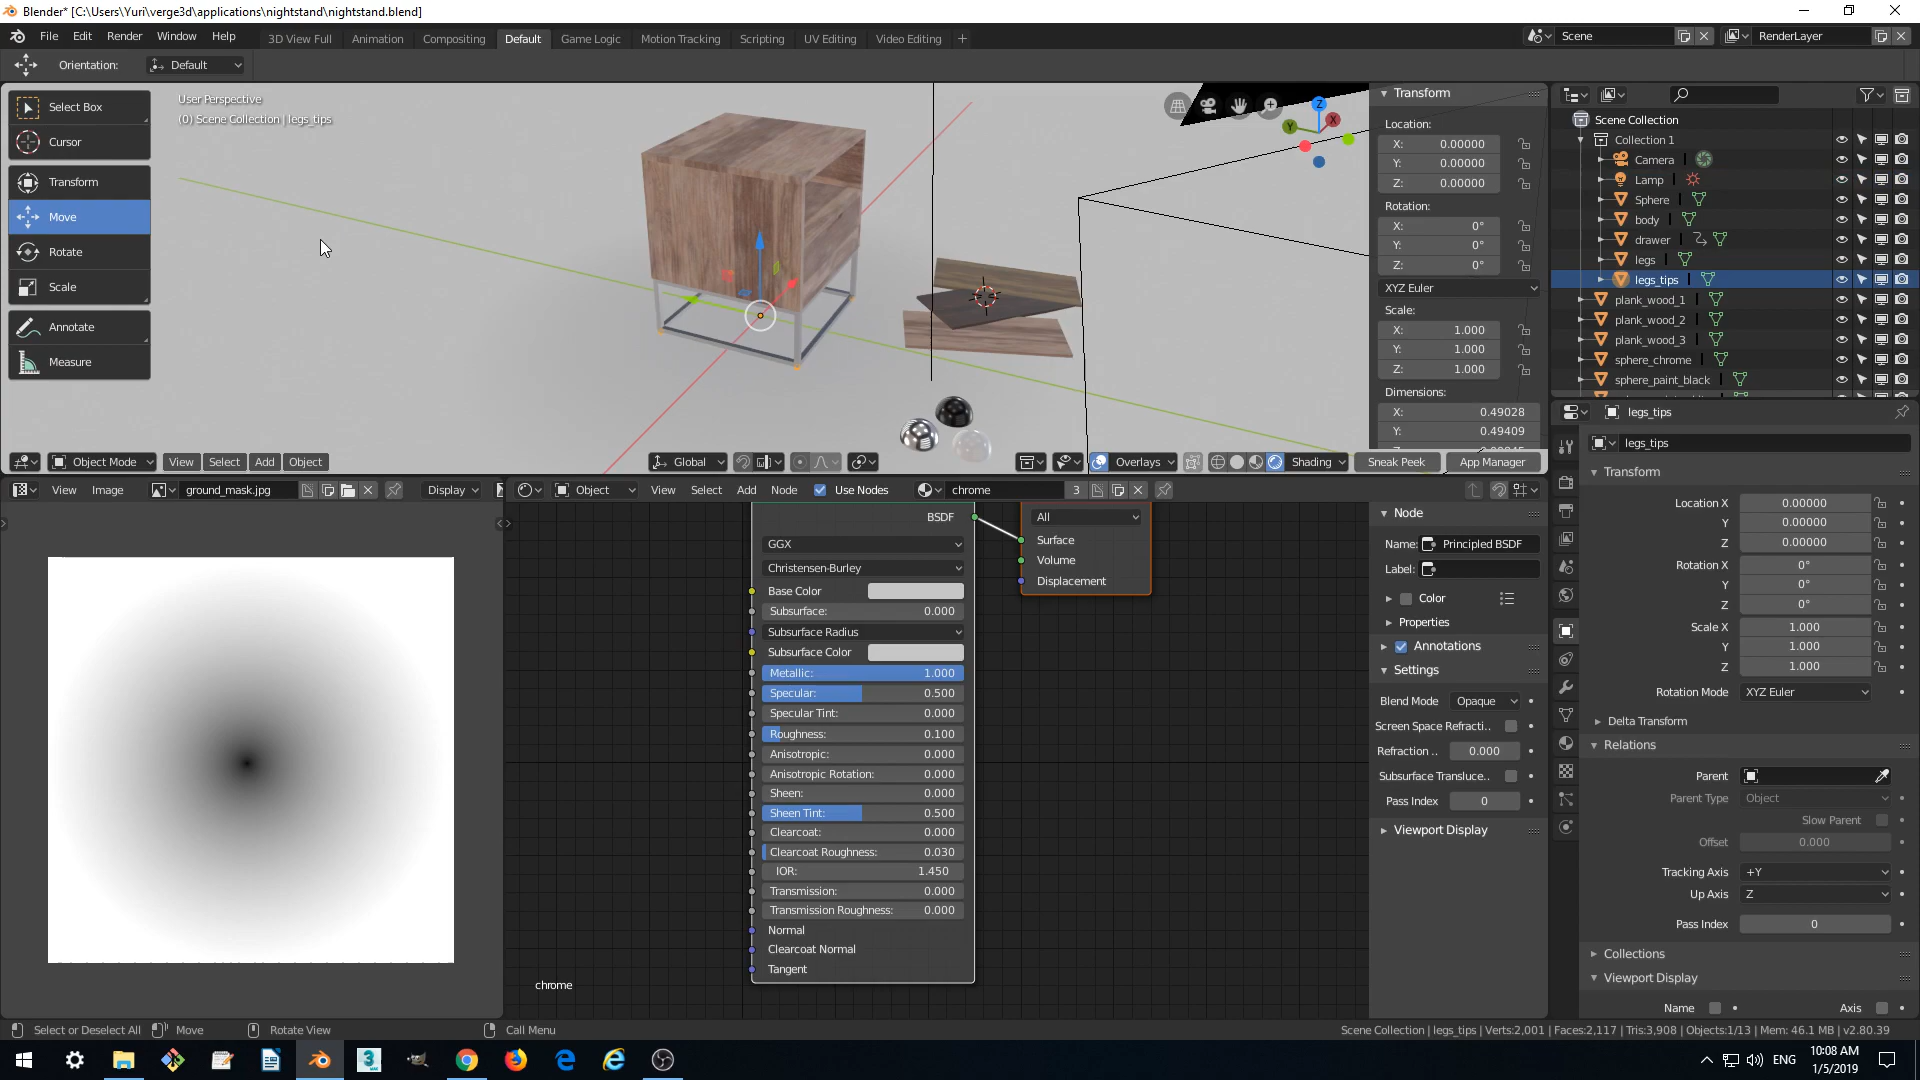 Blender* [C:\Users\Yuri\verge3d\applications\nightstand\nightstand.blend]
File Edit Render Window Help 3D View Full Animation Compositing Default Game Logic Motion Tracking Scripting UV Editing Video Editing + Scene RenderLayer
Orientation: Default
Select Box
Cursor
Transform
Move
Rotate
Scale
Annotate
Measure
User Perspective
(0) Scene Collection | legs_tips
Z
Y
X
Transform
Location:
X: 0.00000
Y: 0.00000
Z: 0.00000
Rotation:
X: 0°
Y: 0°
Z: 0°
XYZ Euler
Scale:
X: 1.000
Y: 1.000
Z: 1.000
Dimensions:
X: 0.49028
Y: 0.49409
Scene Collection
Collection 1
Camera
Lamp
Sphere
body
drawer
legs
legs_tips
plank_wood_1
plank_wood_2
plank_wood_3
sphere_chrome
sphere_paint_black
Object Mode View Select Add Object Global Overlays Shading Sneak Peek App Manager
View Image ground_mask.jpg Display
Object View Select Add Node Use Nodes chrome 3
BSDF
GGX
Christensen-Burley
Base Color
Subsurface: 0.000
Subsurface Radius
Subsurface Color
Metallic: 1.000
Specular: 0.500
Specular Tint: 0.000
Roughness: 0.100
Anisotropic: 0.000
Anisotropic Rotation: 0.000
Sheen: 0.000
Sheen Tint: 0.500
Clearcoat: 0.000
Clearcoat Roughness: 0.030
IOR: 1.450
Transmission: 0.000
Transmission Roughness: 0.000
Normal
Clearcoat Normal
Tangent
All
Surface
Volume
Displacement
chrome
Node
Name: Principled BSDF
Label:
Color
Properties
Annotations
Settings
Blend Mode Opaque
Screen Space Refracti..
Refraction .. 0.000
Subsurface Transluce..
Pass Index 0
Viewport Display
legs_tips
legs_tips
Transform
Location X 0.00000
Y 0.00000
Z 0.00000
Rotation X 0°
Y 0°
Z 0°
Scale X 1.000
Y 1.000
Z 1.000
Rotation Mode XYZ Euler
Delta Transform
Relations
Parent
Parent Type Object
Slow Parent
Offset 0.000
Tracking Axis +Y
Up Axis Z
Pass Index 0
Collections
Viewport Display
Name Axis
Select or Deselect All Move Rotate View Call Menu Scene Collection | legs_tips | Verts:2,001 | Faces:2,117 | Tris:3,908 | Objects:1/13 | Mem: 46.1 MB | v2.80.39
ENG
10:08 AM
1/5/2019